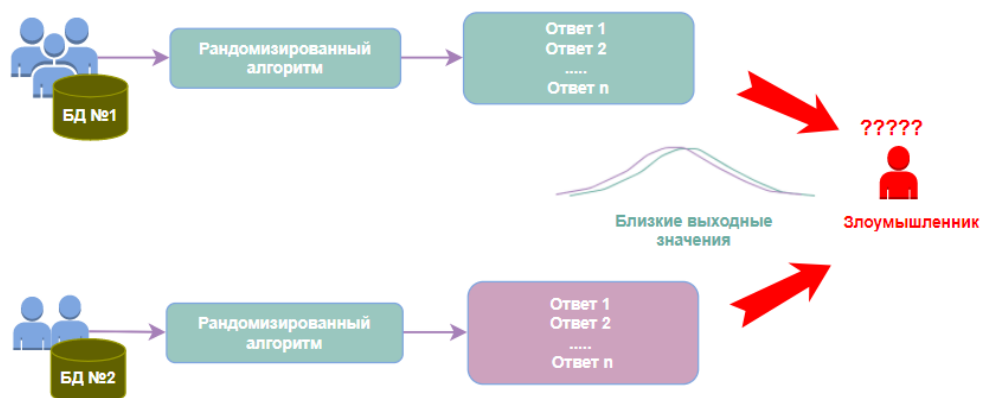 БД №1
Рандомизированный
алгоритм
Ответ 1
Ответ 2
.....
Ответ n
?????
Злоумышленник
Близкие выходные
значения
БД №2
Рандомизированный
алгоритм
Ответ 1
Ответ 2
.....
Ответ n